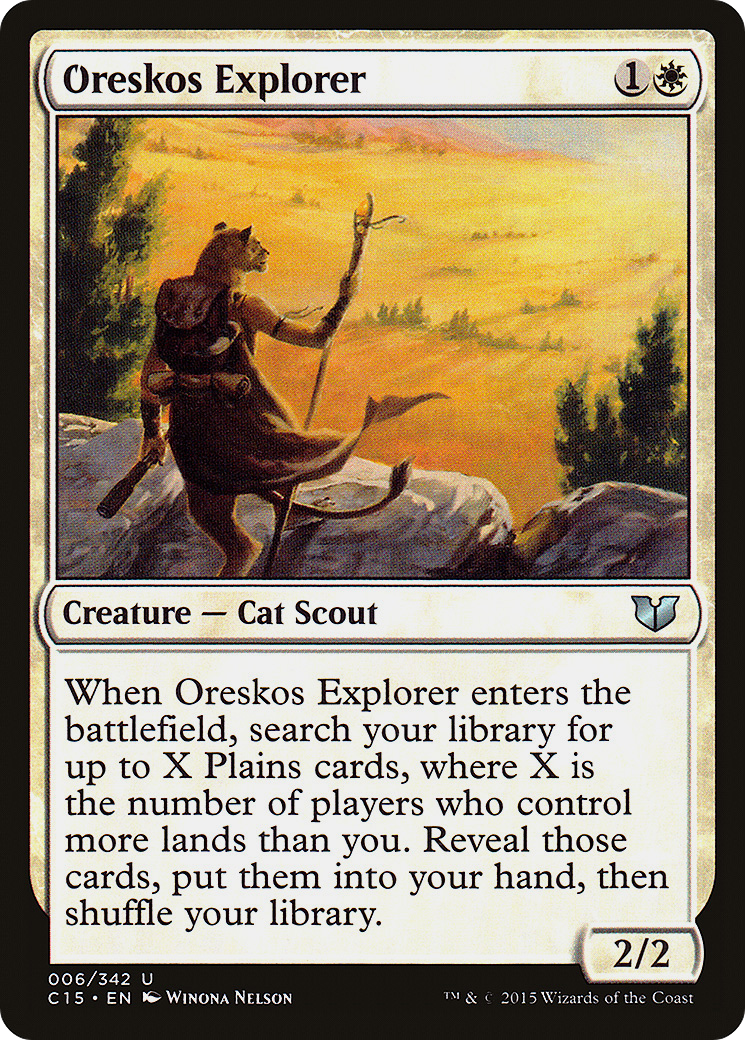 Oreskos Explorer 1
Creature — Cat Scout
When Oreskos Explorer enters the
battlefield, search your library for
up to X Plains cards, where X is
the number of players who control
more lands than you. Reveal those
cards, put them into your hand, then
shuffle your library.
2/2
006/342 U
C15 • EN Winona Nelson
™ & © 2015 Wizards of the Coast